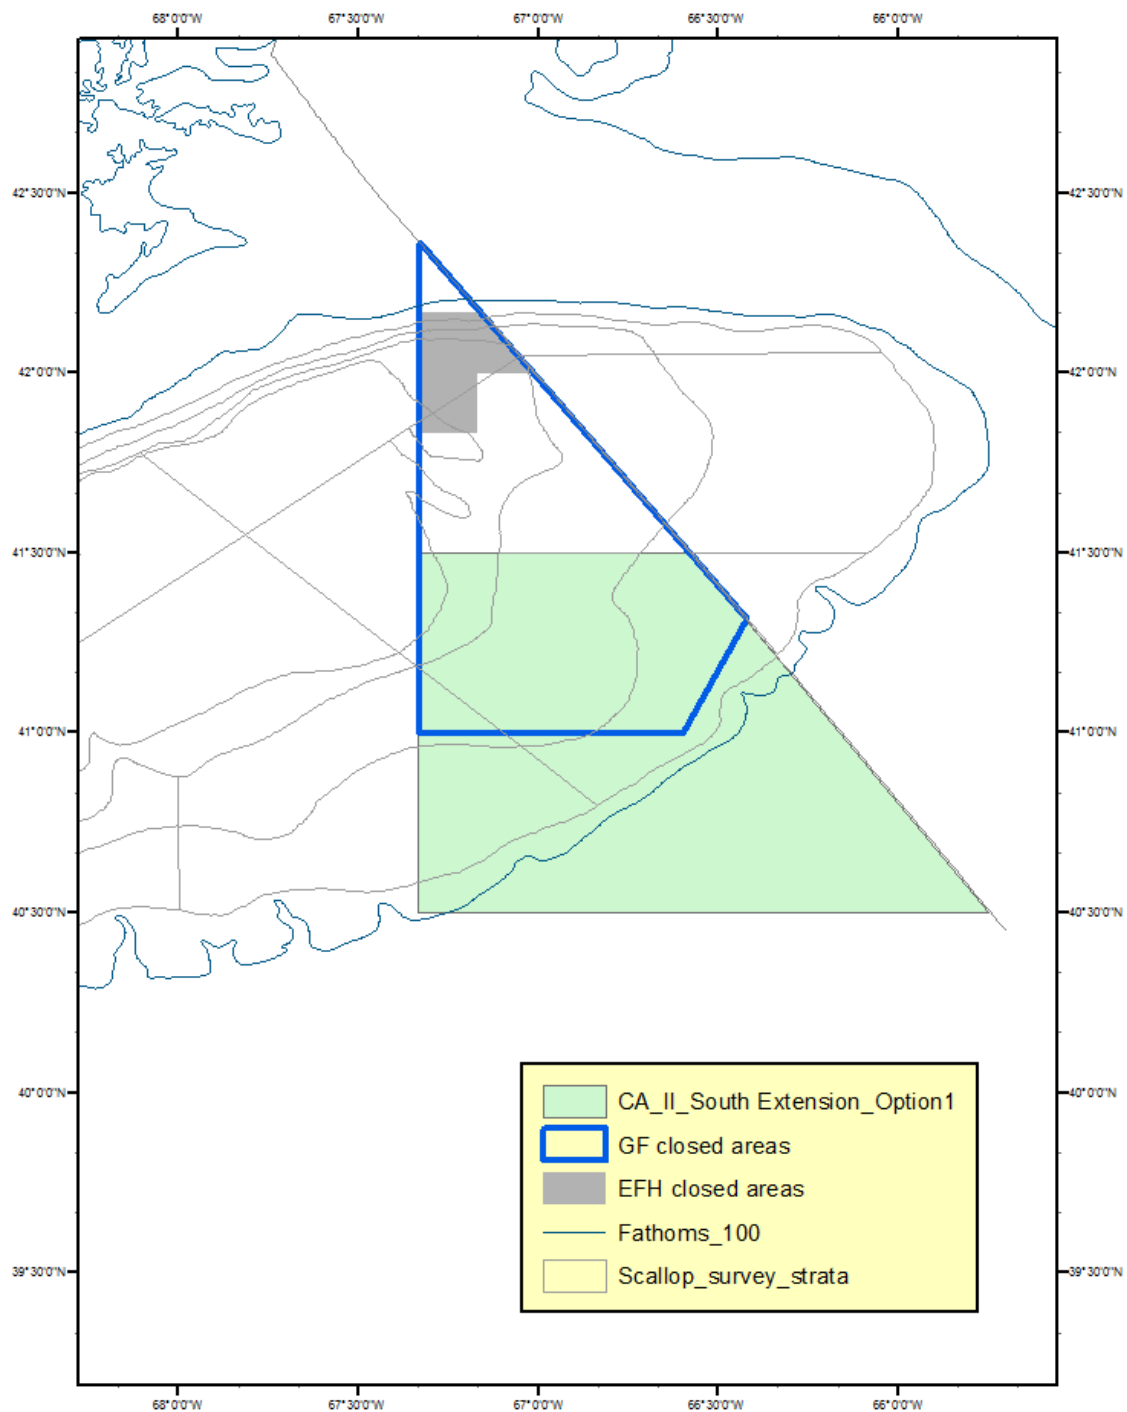 68°0'0"W 67°30'0"W 67°0'0"W 66°30'0"W 66°0'0"W
42°30'0"N 42°30'0"N
42°0'0"N 42°0'0"N
41°30'0"N 41°30'0"N
41°0'0"N 41°0'0"N
40°30'0"N 40°30'0"N
40°0'0"N 40°0'0"N
CA_II_South Extension_Option1
GF closed areas
EFH closed areas
Fathoms_100
39°30'0"N 39°30'0"N
Scallop_survey_strata
68°0'0"W 67°30'0"W 67°0'0"W 66°30'0"W 66°0'0"W